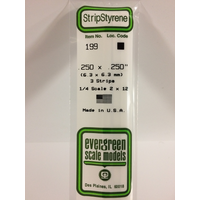 StripStyrene
Item No. Loc. Code
199
.250 x .250"
(6.3 x 6.3 mm)
3 Strips
1/4 Scale 2 x 12
Made in U.S.A.
evergreen
scale models
Des Plaines, IL 60018